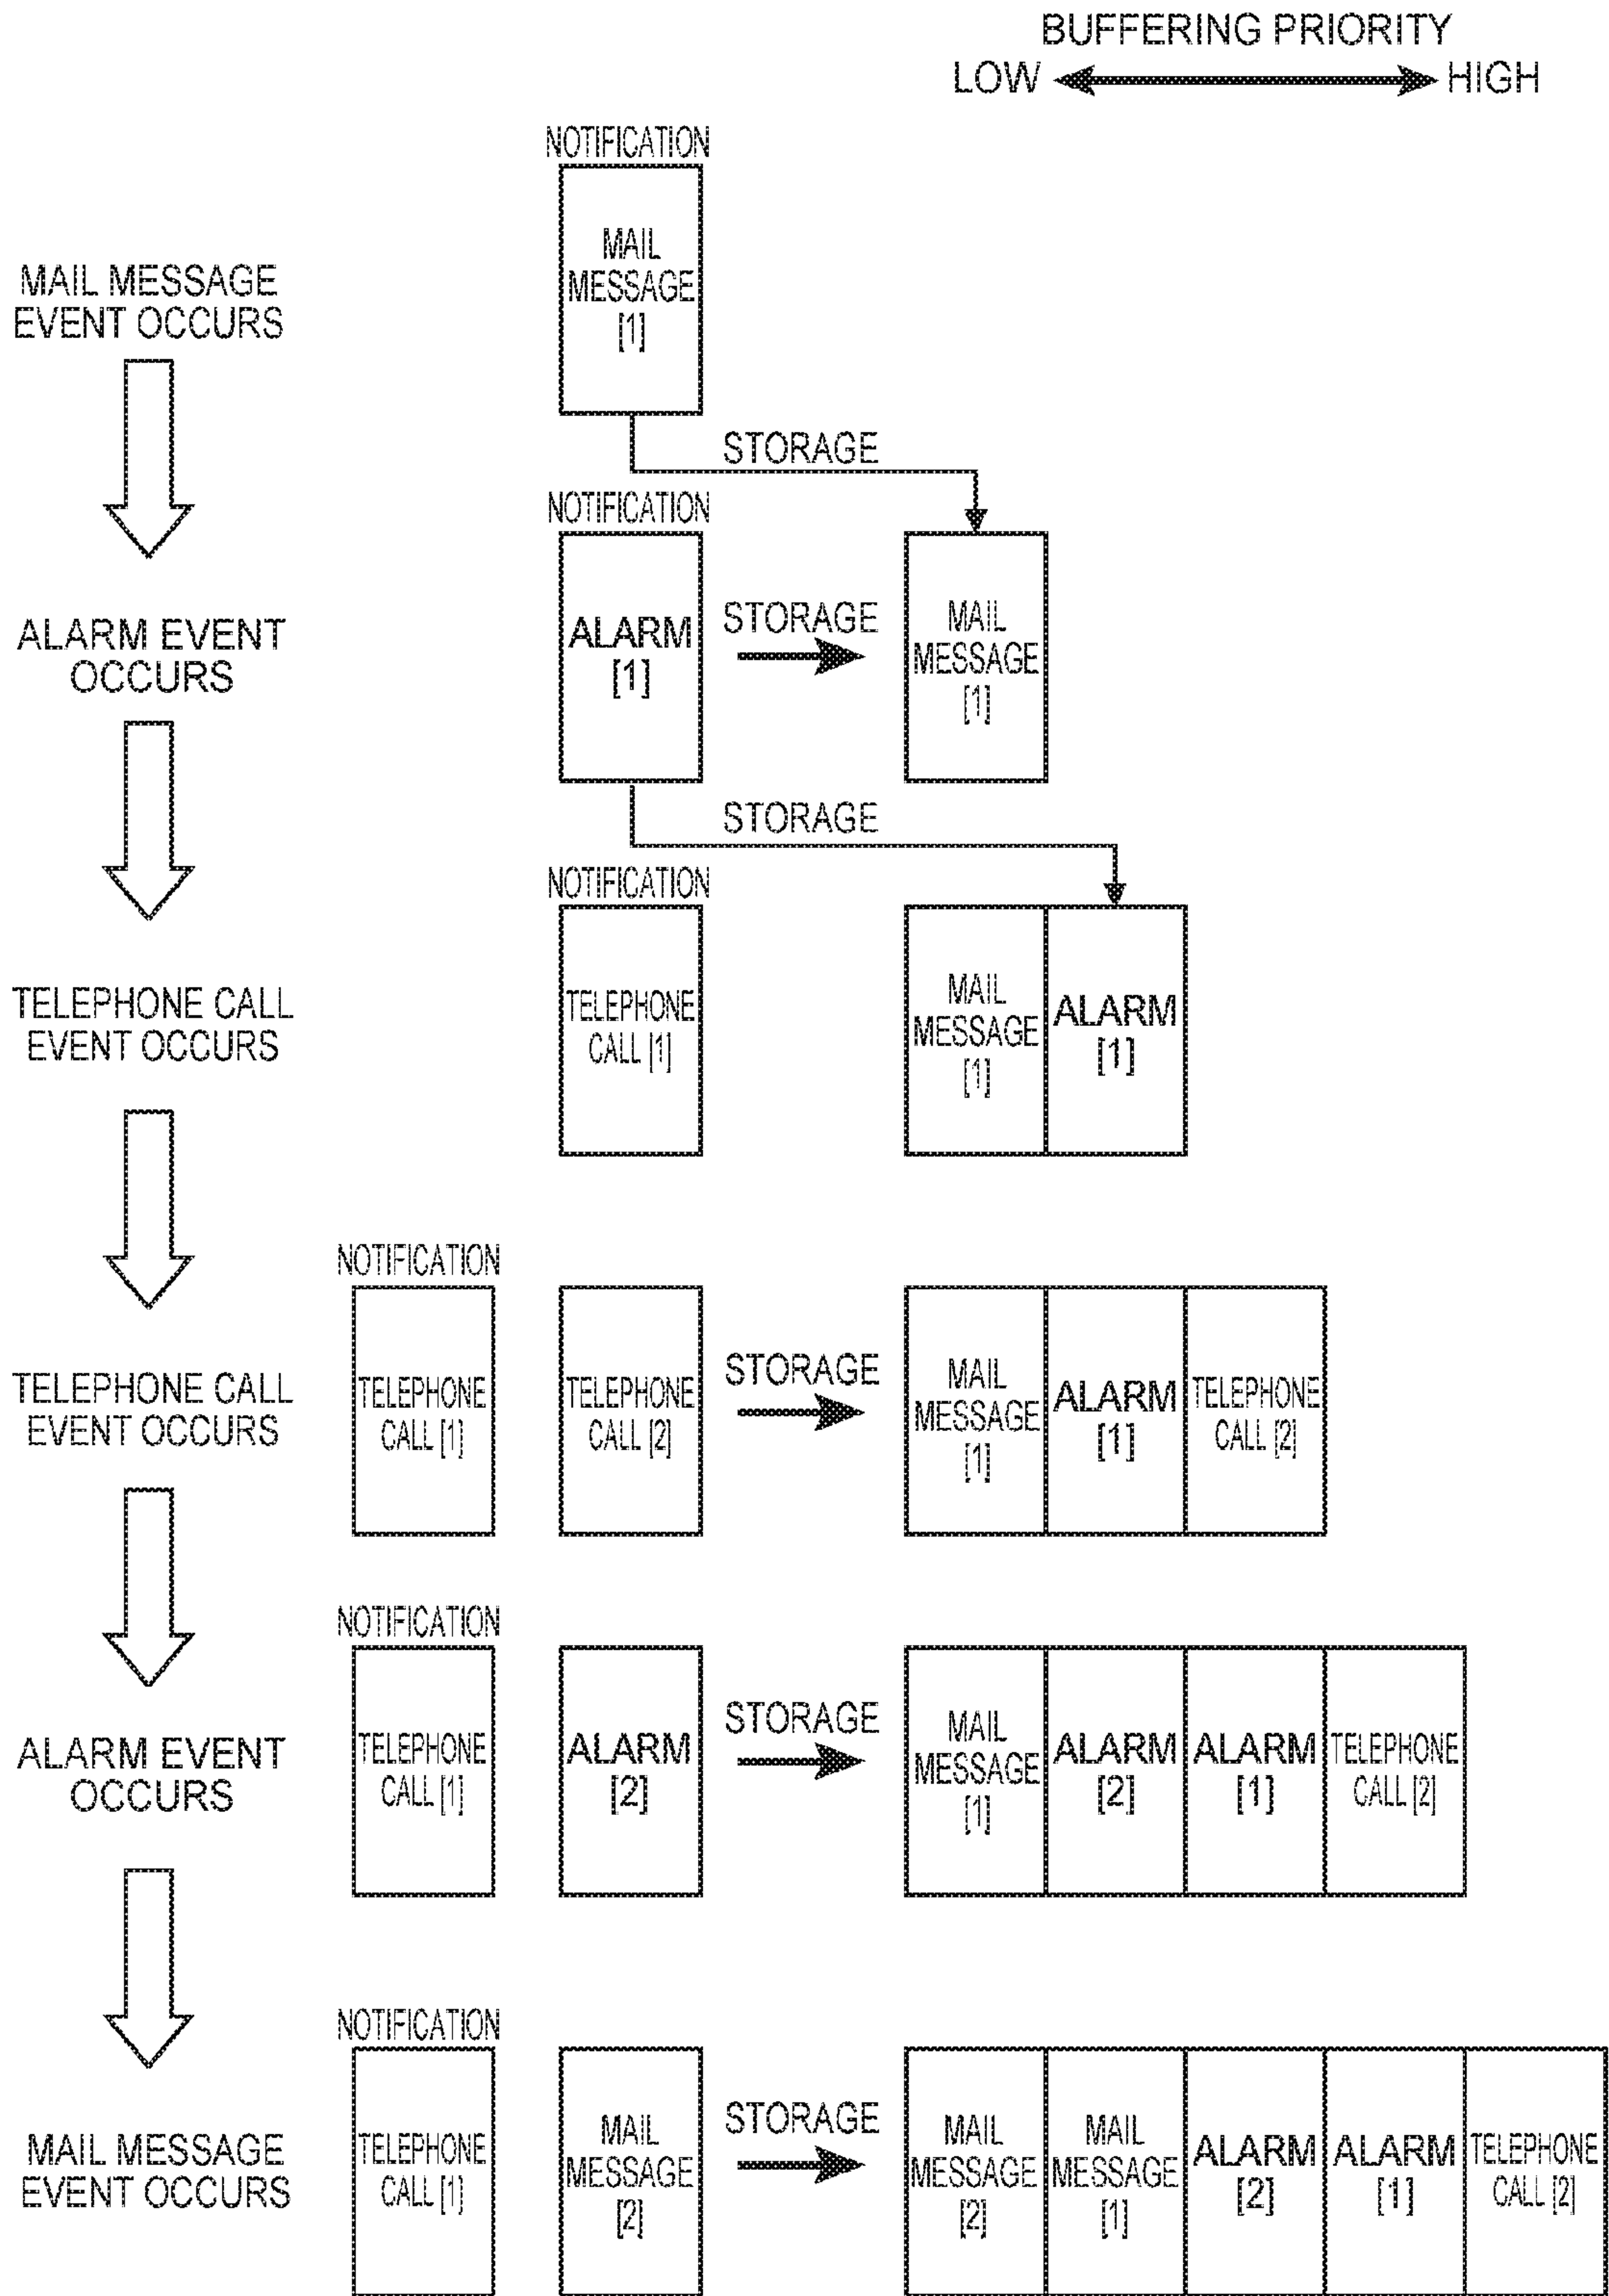 BUFFERING PRIORITY
LOW HIGH
NOTIFICATION
MAIL
MESSAGE
[1]
MAIL MESSAGE
EVENT OCCURS
STORAGE
NOTIFICATION
ALARM EVENT
OCCURS
ALARM
[1]
STORAGE
MAIL
MESSAGE
[1]
STORAGE
NOTIFICATION
TELEPHONE CALL
EVENT OCCURS
TELEPHONE
CALL [1]
MAIL
MESSAGE
[1]
ALARM
[1]
NOTIFICATION
TELEPHONE CALL
EVENT OCCURS
TELEPHONE
CALL [1]
TELEPHONE
CALL [2]
STORAGE
MAIL
MESSAGE
[1]
ALARM
[1]
TELEPHONE
CALL [2]
NOTIFICATION
ALARM EVENT
OCCURS
TELEPHONE
CALL [1]
ALARM
[2]
STORAGE
MAIL
MESSAGE
[1]
ALARM
[2]
ALARM
[1]
TELEPHONE
CALL [2]
NOTIFICATION
MAIL MESSAGE
EVENT OCCURS
TELEPHONE
CALL [1]
MAIL
MESSAGE
[2]
STORAGE
MAIL
MESSAGE
[2]
MAIL
MESSAGE
[1]
ALARM
[2]
ALARM
[1]
TELEPHONE
CALL [2]